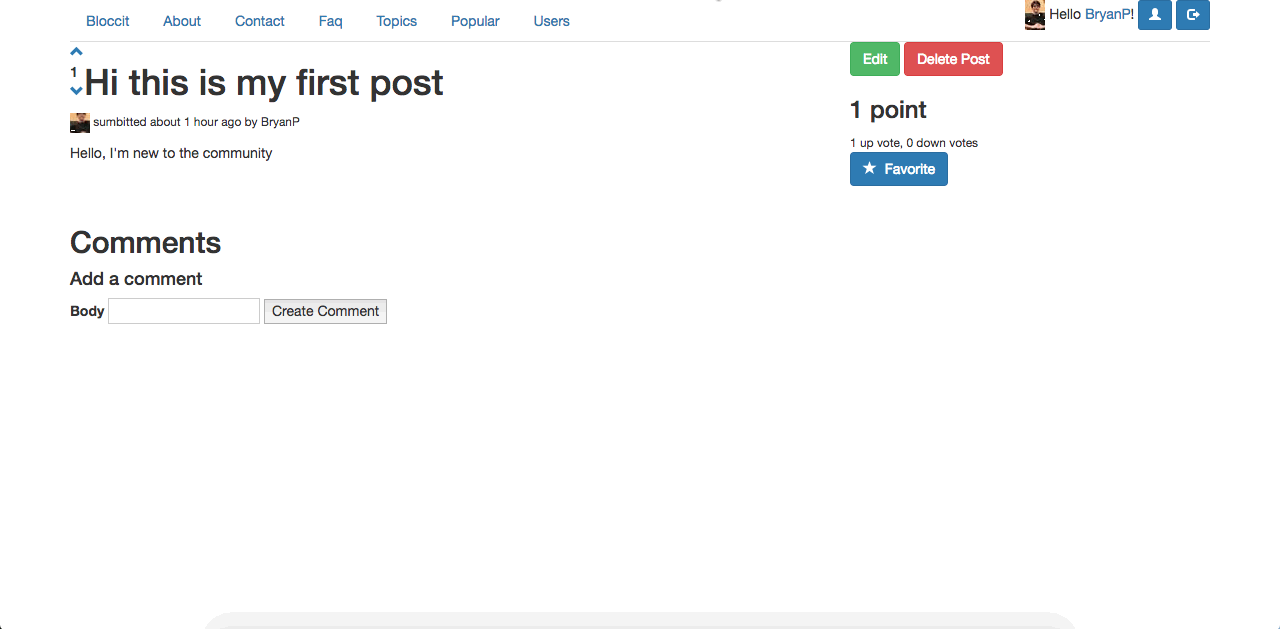 Bloccit About Contact Faq Topics Popular Users Hello BryanP!
1
Hi this is my first post
sumbitted about 1 hour ago by BryanP
Hello, I'm new to the community
Edit Delete Post
1 point
1 up vote, 0 down votes
Favorite
Comments
Add a comment
Body Create Comment